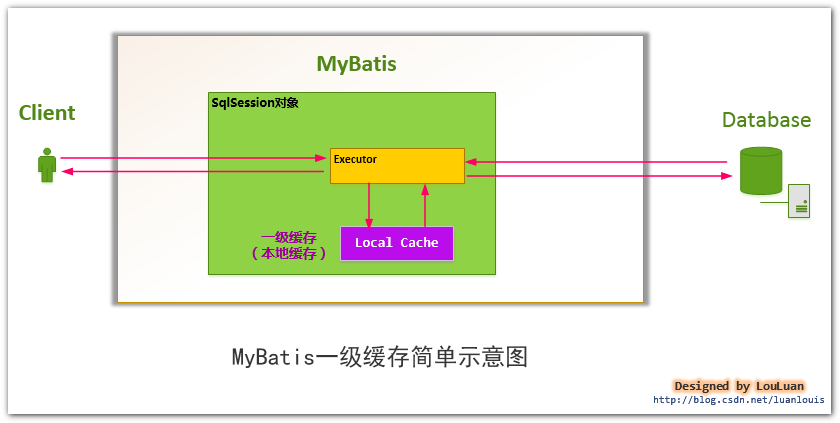 MyBatis
Client
SqlSession对象
Database
Executor
一级缓存
（本地缓存）
Local Cache
MyBatis一级缓存简单示意图
Designed by LouLuan
http://blog.csdn.net/luanlouis